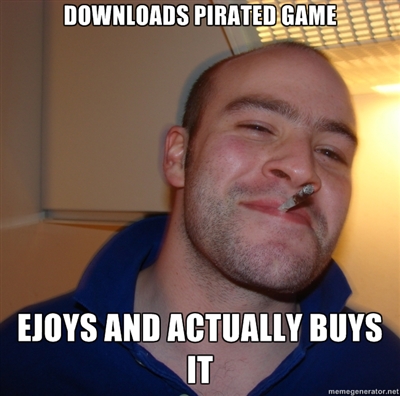 DOWNLOADS PIRATED GAME
EJOYS AND ACTUALLY BUYS
IT
memegenerator.net